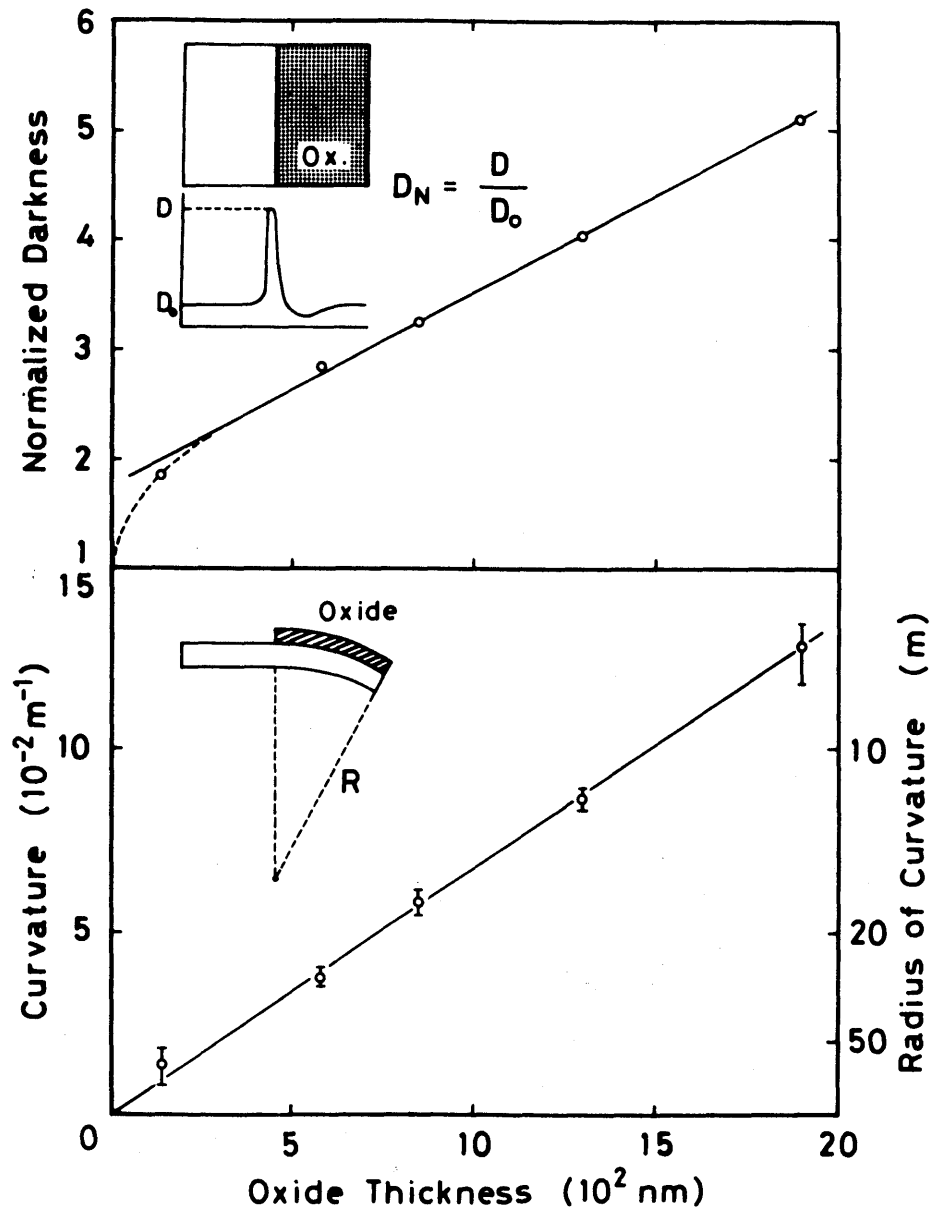 6
5
4
3
2
1
Normalized Darkness
Ox.
D
D₀
D_N = D / D₀
15
10
5
0
Curvature (10⁻² m⁻¹)
Oxide
R
10
20
50
Radius of Curvature (m)
5
10
15
20
Oxide Thickness (10² nm)